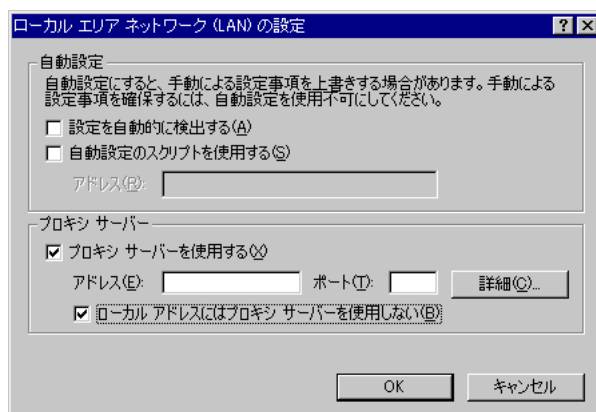 ローカル エリア ネットワーク (LAN) の設定
自動設定
自動設定にすると、手動による設定事項を上書きする場合があります。手動による
設定事項を確保するには、自動設定を使用不可にしてください。
設定を自動的に検出する(A)
自動設定のスクリプトを使用する(S)
アドレス(R):
プロキシ サーバー
プロキシ サーバーを使用する(X)
アドレス(E): ポート(T): 詳細(C)...
ローカル アドレスにはプロキシ サーバーを使用しない(B)
OK キャンセル